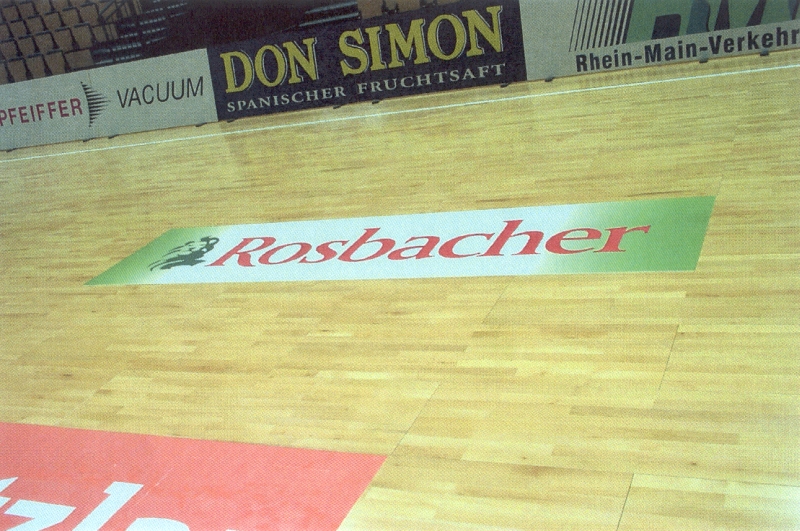 PFEIFFER VACUUM
DON SIMON
SPANISCHER FRUCHTSAFT
Rhein-Main-Verkehr
Rosbacher